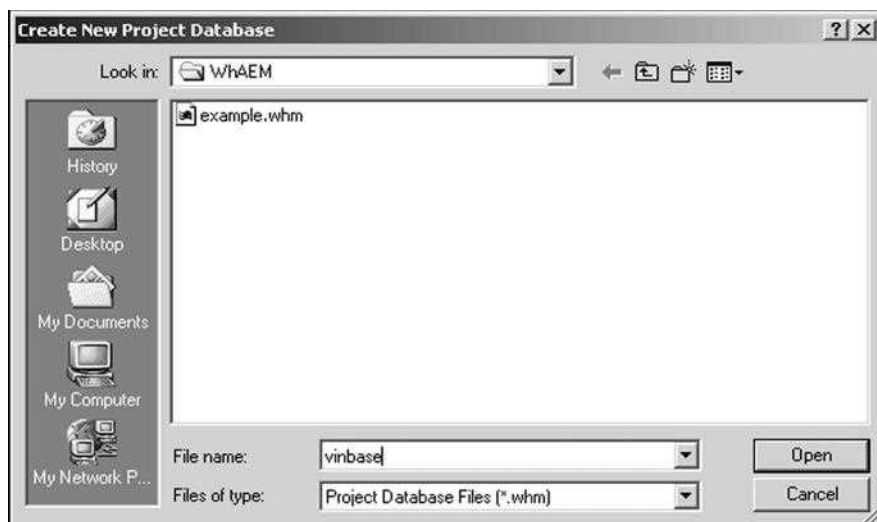 Create New Project Database
Look in: WhAEM
example.whm
History
Desktop
My Documents
My Computer
My Network P...
File name: vinbase Open
Files of type: Project Database Files (*.whm) Cancel